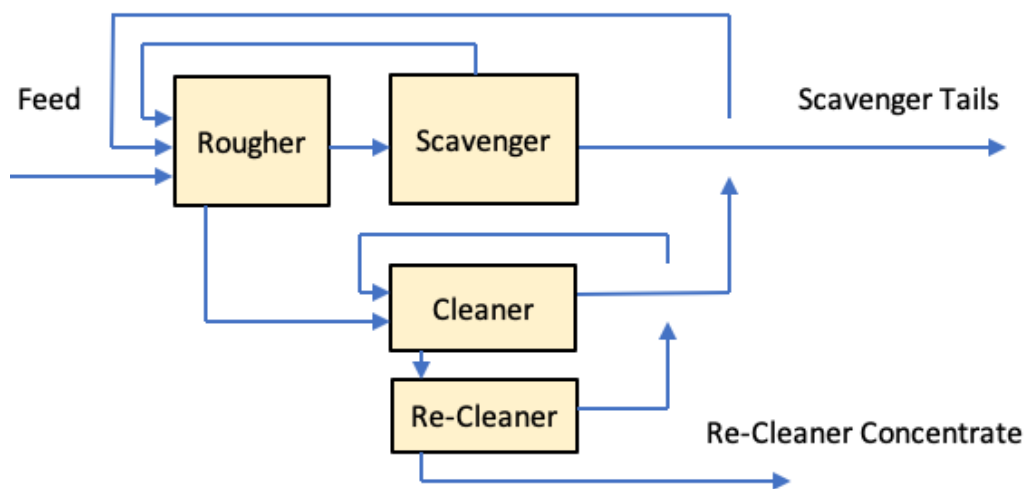 Feed
Scavenger Tails
Rougher
Scavenger
Cleaner
Re-Cleaner
Re-Cleaner Concentrate